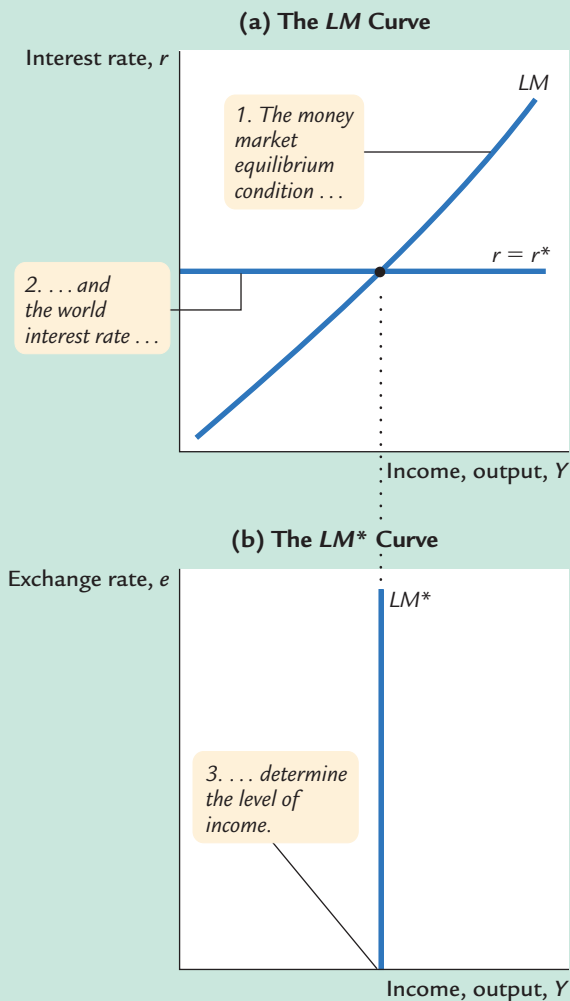 (a) The LM Curve
Interest rate, r
LM
1. The money
market
equilibrium
condition . . .
r = r*
2. . . . and
the world
interest rate . . .
Income, output, Y
(b) The LM* Curve
Exchange rate, e
LM*
3. . . . determine
the level of
income.
Income, output, Y